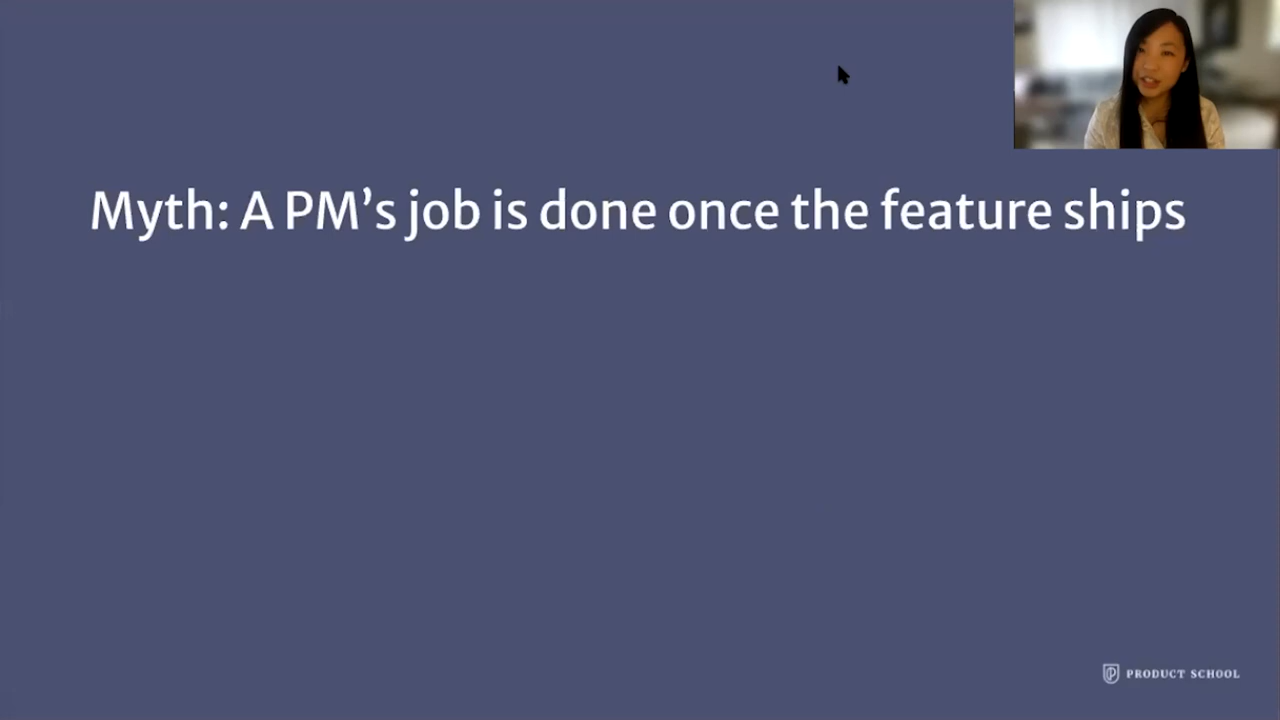 Myth: A PM’s job is done once the feature ships
PRODUCT SCHOOL